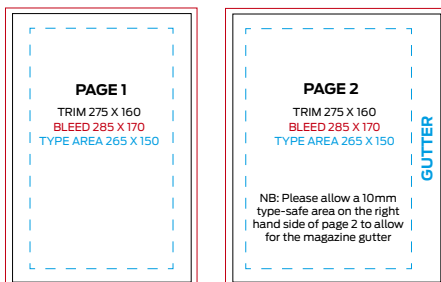 PAGE 1
TRIM 275 X 160
BLEED 285 X 170
TYPE AREA 265 X 150
PAGE 2
TRIM 275 X 160
BLEED 285 X 170
TYPE AREA 265 X 150
NB: Please allow a 10mm
type-safe area on the right
hand side of page 2 to allow
for the magazine gutter
GUTTER